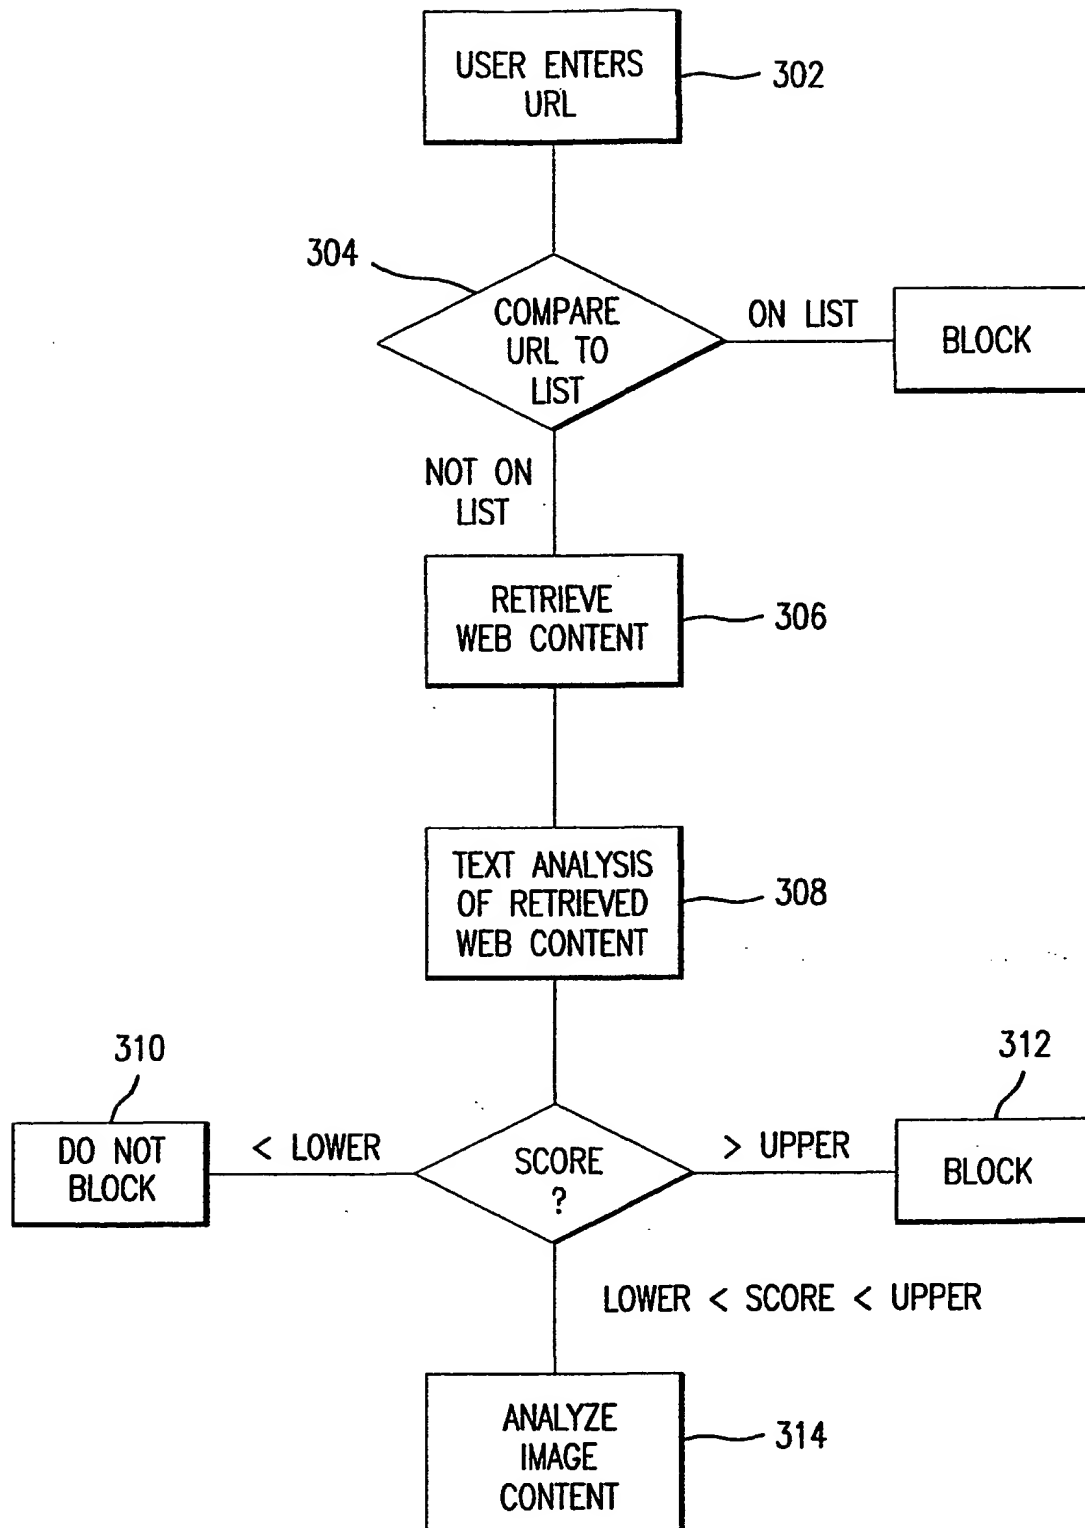 USER ENTERS
URL
302
304
COMPARE
URL TO
LIST
ON LIST
BLOCK
NOT ON
LIST
RETRIEVE
WEB CONTENT
306
TEXT ANALYSIS
OF RETRIEVED
WEB CONTENT
308
310
312
DO NOT
BLOCK
< LOWER
SCORE
?
> UPPER
BLOCK
LOWER < SCORE < UPPER
ANALYZE
IMAGE
CONTENT
314